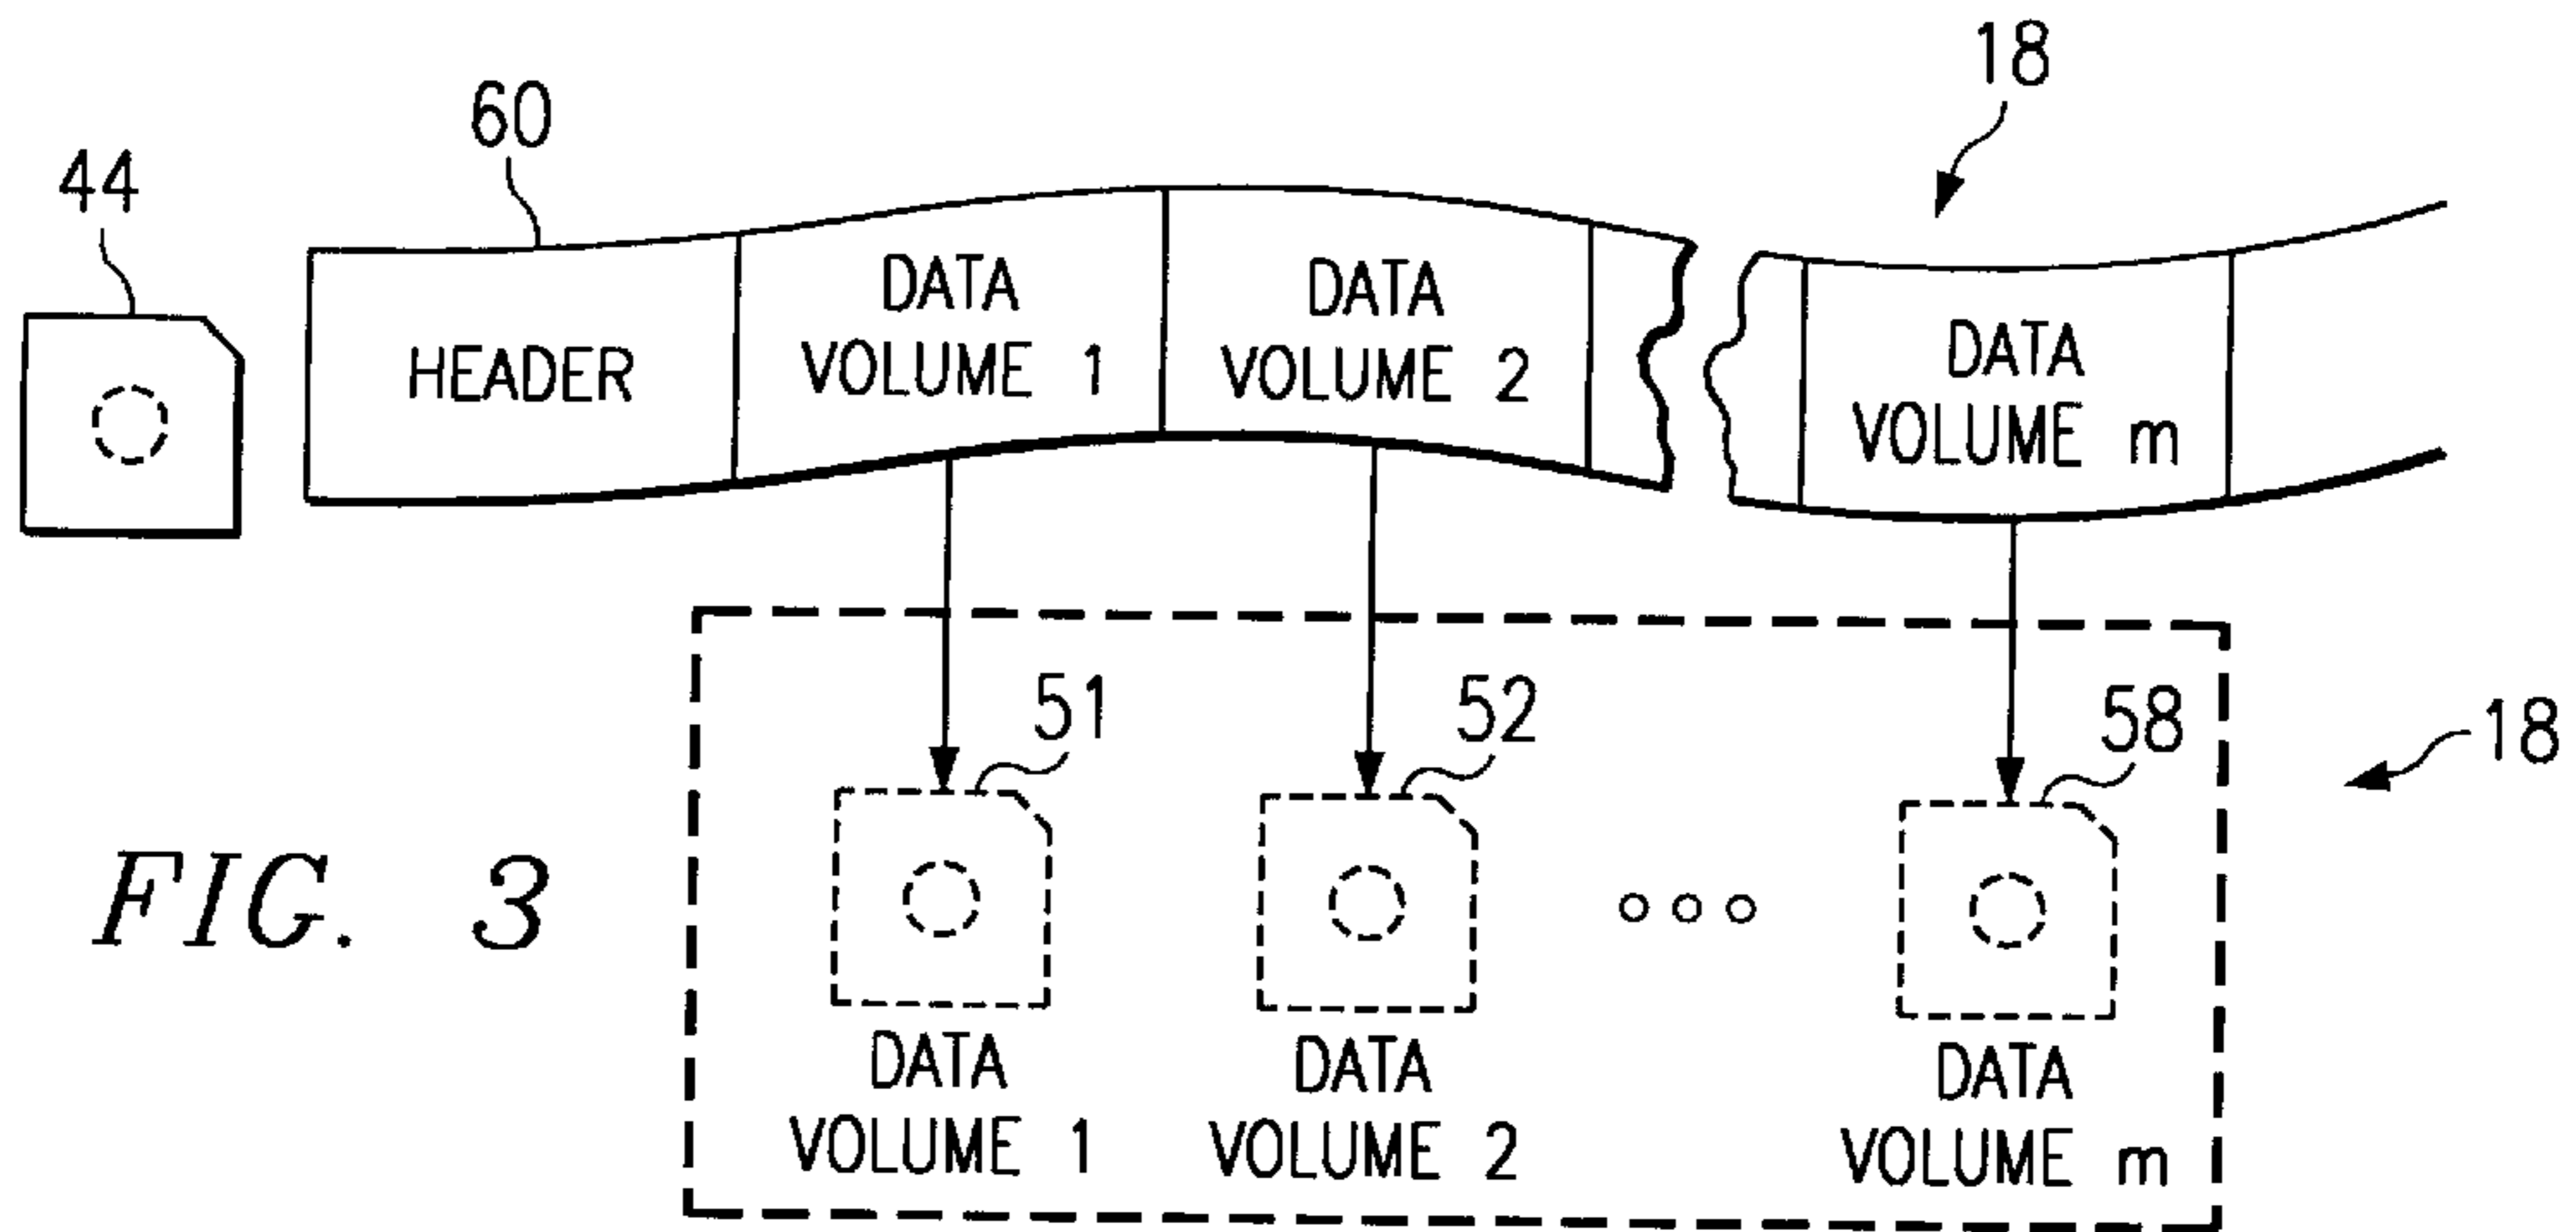 18
60
44
HEADER
DATA
VOLUME 1
DATA
VOLUME 2
DATA
VOLUME m
51
52
58
18
FIG. 3
DATA
VOLUME 1
DATA
VOLUME 2
DATA
VOLUME m